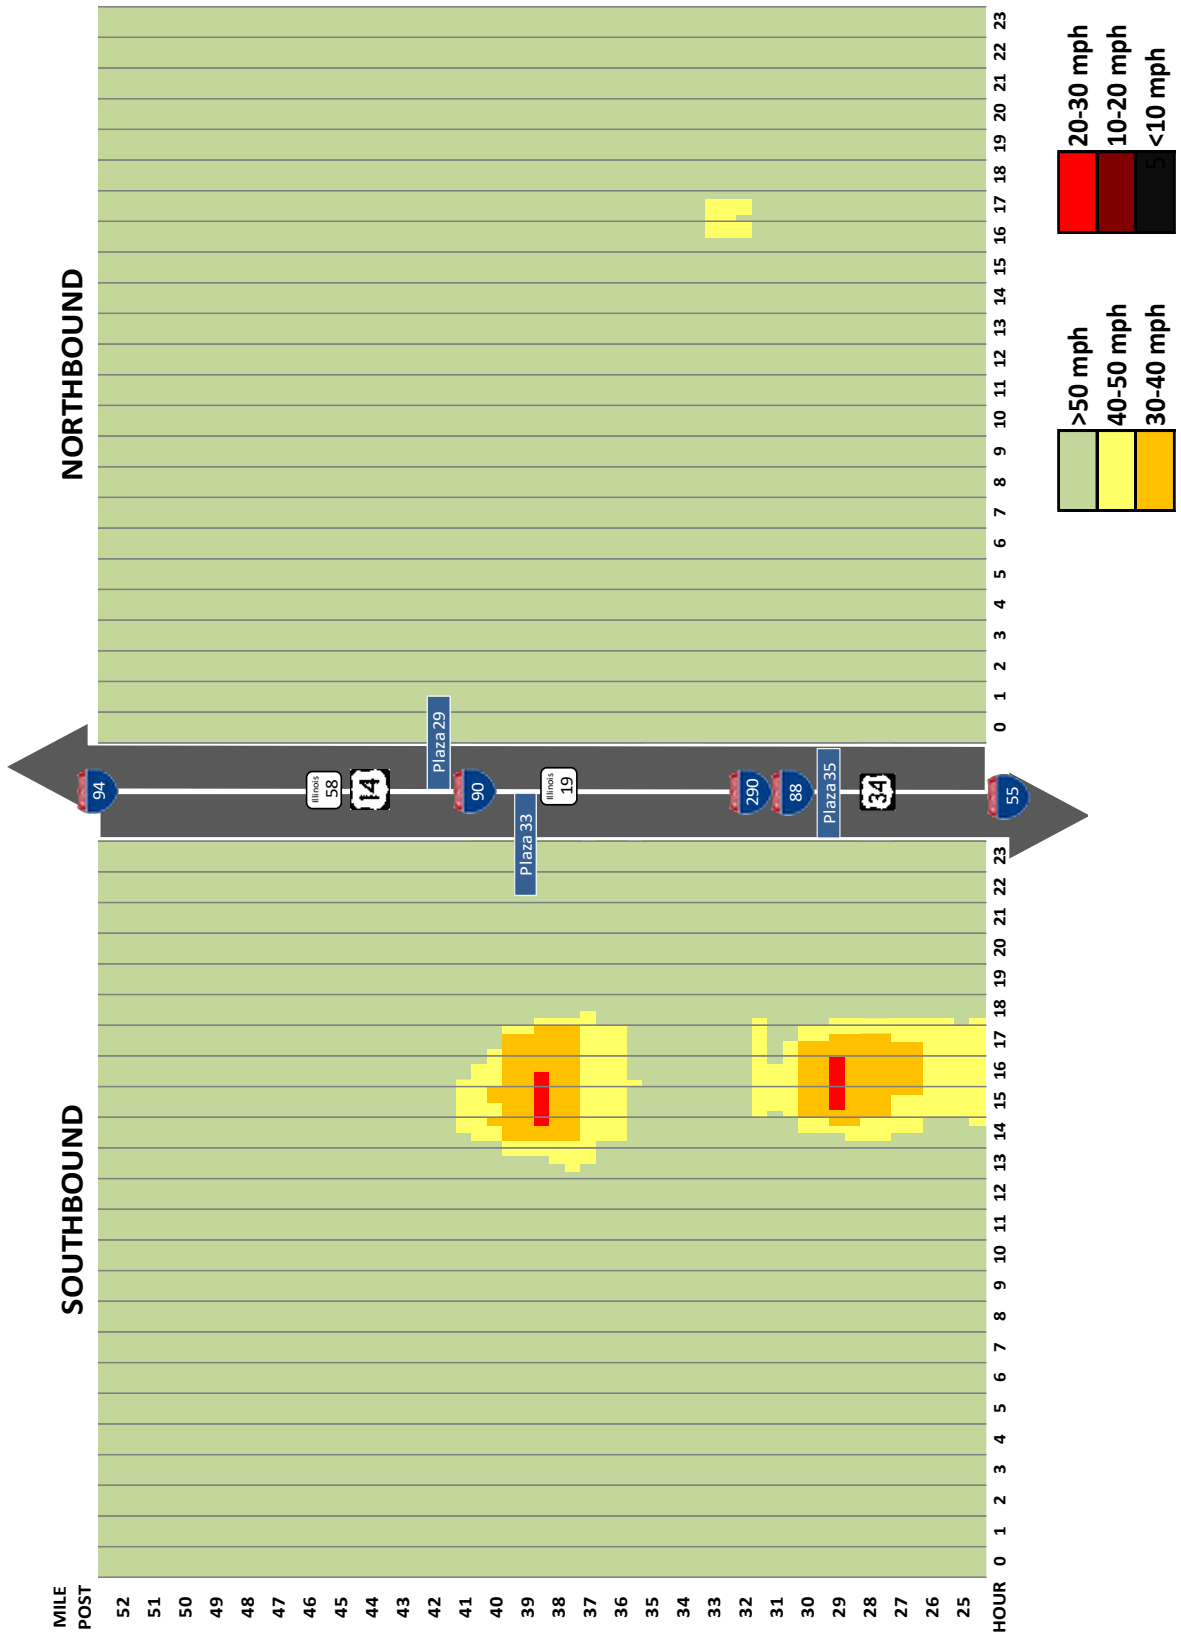 SOUTHBOUND
NORTHBOUND
MILE
POST
52
51
50
49
48
47
46
45
44
43
42
41
40
39
38
37
36
35
34
33
32
31
30
29
28
27
26
25
94
Illinois
58
14
Plaza 29
90
Plaza 33
Illinois
19
290
88
Plaza 35
34
55
HOUR 0 1 2 3 4 5 6 7 8 9 10 11 12 13 14 15 16 17 18 19 20 21 22 23
0 1 2 3 4 5 6 7 8 9 10 11 12 13 14 15 16 17 18 19 20 21 22 23
>50 mph
40-50 mph
30-40 mph
20-30 mph
10-20 mph
5 <10 mph